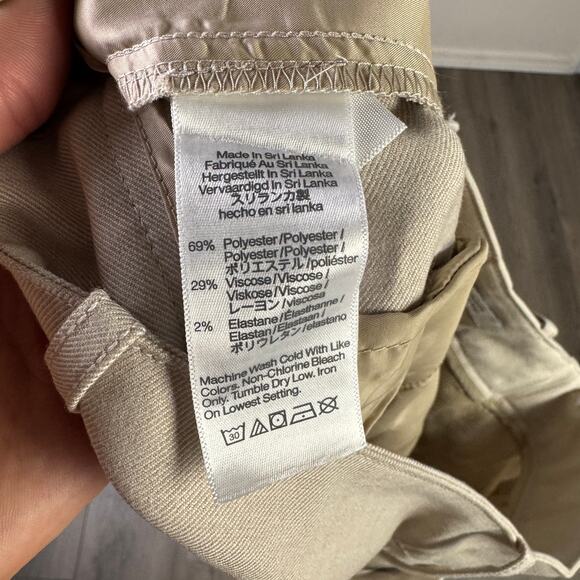 Made In Sri Lanka
Fabriqué Au Sri Lanka
Hergestellt In Sri Lanka
Vervaardigd In Sri Lanka
スリランカ製
hecho en sri lanka
69% Polyester/Polyester/
Polyester/Polyester/
ポリエステル/poliéster
29% Viscose/Viscose/
Viskose/Viscose/
レーヨン/viscosa
2% Elastane/Élasthanne/
Elastan/Elastaan/
ポリウレタン/elastano
Machine Wash Cold With Like
Colors. Non-Chlorine Bleach
Only. Tumble Dry Low. Iron
On Lowest Setting.
30